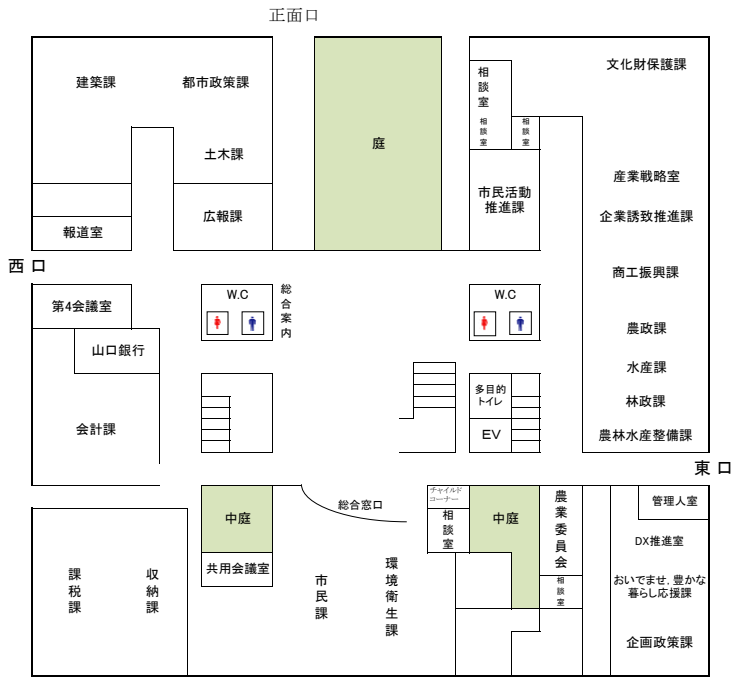 正面口
建築課
都市政策課
土木課
広報課
報道室
庭
相談室
相談室
相談室
市民活動
推進課
文化財保護課
産業戦略室
企業誘致推進課
商工振興課
農政課
水産課
林政課
農林水産整備課
西口
第4会議室
山口銀行
会計課
W.C
総合案内
W.C
多目的
トイレ
EV
東口
中庭
共用会議室
総合窓口
チャイルド
コーナー
相談室
中庭
農業委員会
相談室
管理人室
DX推進室
おいでませ、豊かな
暮らし応援課
企画政策課
課税課
収納課
市民課
環境衛生課